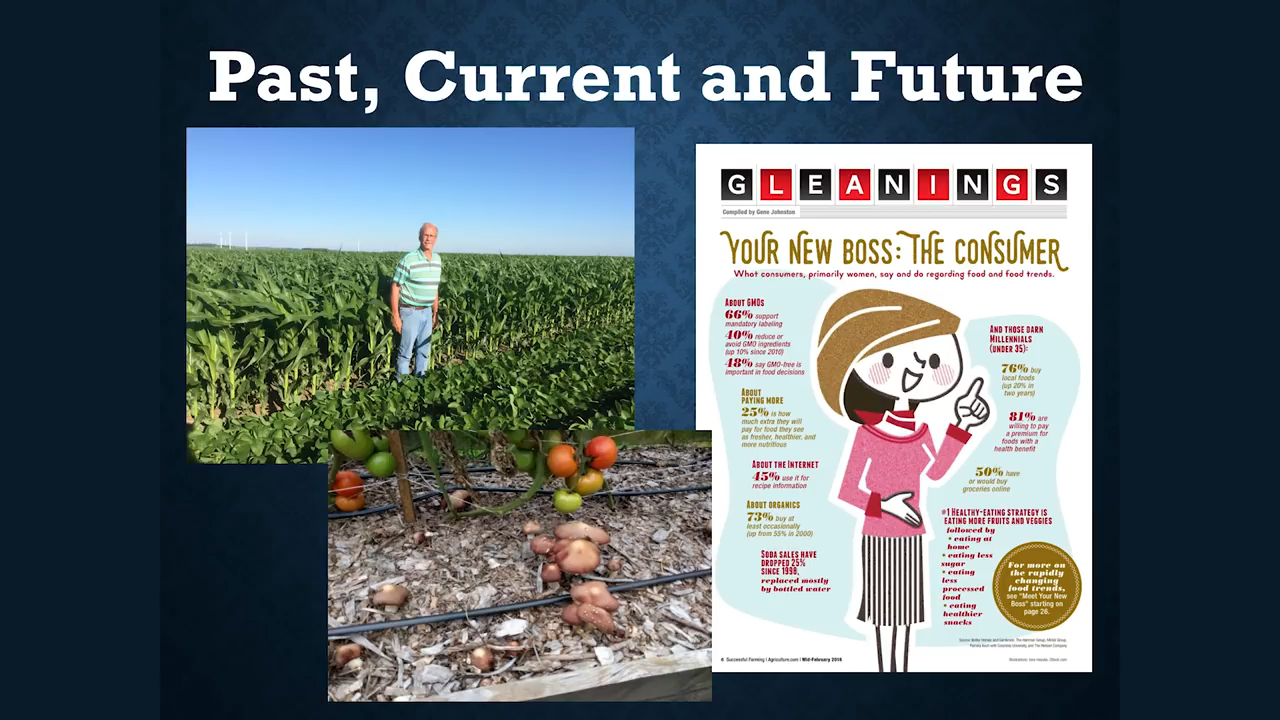 Past, Current and Future
GLEANINGS
Compiled by Gene Johnston
YOUR NEW BOSS: THE CONSUMER
What consumers, primarily women, say and do regarding food and food trends.
ABOUT GMOS
66% support
mandatory labeling
40% reduce or
avoid GMO ingredients
(up 10% since 2010)
48% say GMO-free is
important in food decisions
ABOUT
PAYING MORE
25% is how
much extra they will
pay for food they see
as fresher, healthier, and
more nutritious
ABOUT THE INTERNET
45% use it for
recipe information
ABOUT ORGANICS
73% buy at
least occasionally
(up from 55% in 2000)
SODA SALES HAVE
DROPPED 25%
SINCE 1998,
replaced mostly
by bottled water
AND THOSE DARN
MILLENNIALS
(UNDER 35):
76% buy
local foods
(up 20% in
two years)
81% are
willing to pay
a premium for
foods with a
health benefit
50% have
or would buy
groceries online
#1 HEALTHY-EATING STRATEGY IS
EATING MORE FRUITS AND VEGGIES
followed by
• eating at
home
• eating less
sugar
• eating
less
processed
food
• eating
healthier
snacks
For more on
the rapidly
changing
food trends,
see "Meet Your New
Boss" starting on
page 26.
6 Successful Farming | Agriculture.com | Mid-February 2016